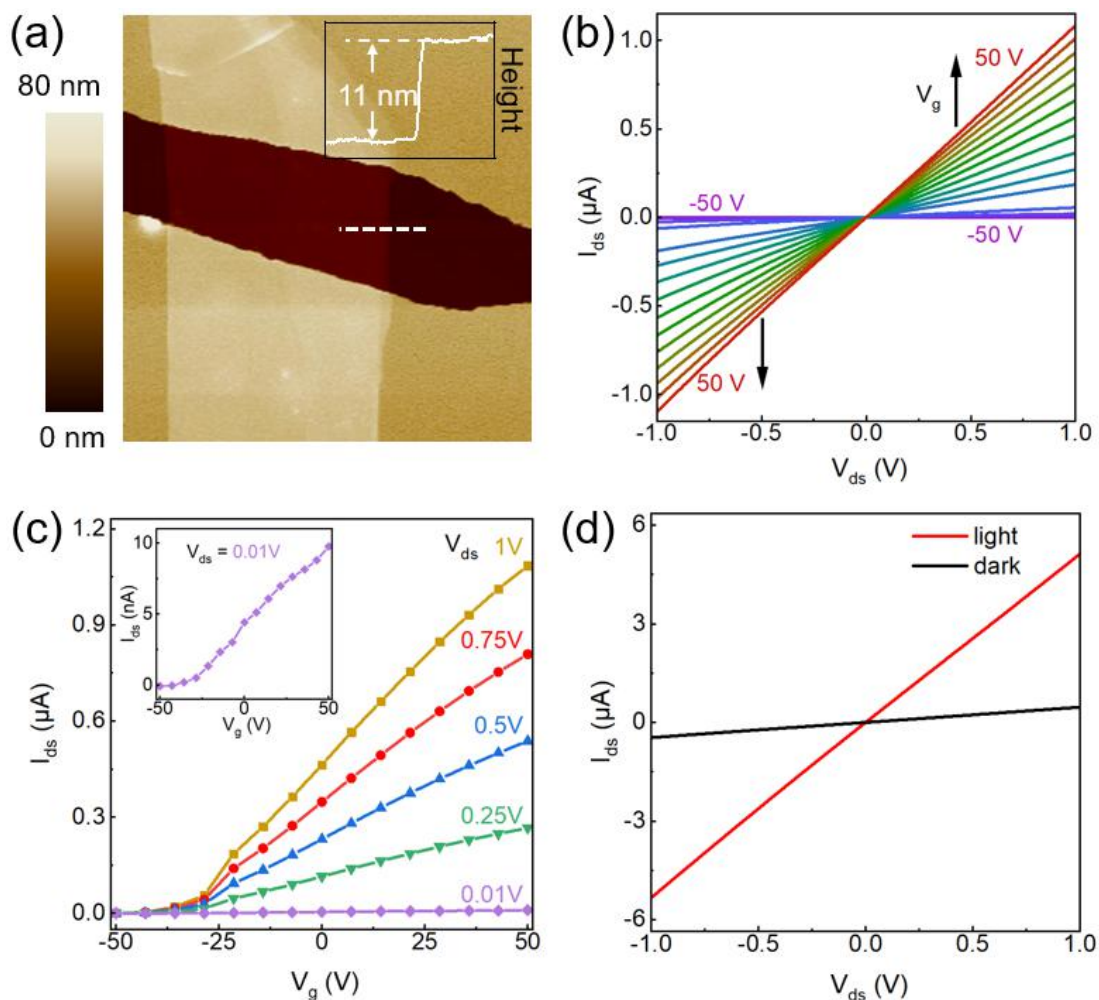 (a)
80 nm
0 nm
11 nm
Height
(b)
1.0
0.5
0.0
-0.5
-1.0
I_ds (µA)
50 V
V_g
-50 V
-50 V
50 V
-1.0 -0.5 0.0 0.5 1.0
V_ds (V)
(c)
1.2
0.9
0.6
0.3
0.0
I_ds (µA)
10
5
0
I_ds (nA)
V_ds = 0.01V
-50 0 50
V_g (V)
V_ds
1V
0.75V
0.5V
0.25V
0.01V
-50 -25 0 25 50
V_g (V)
(d)
6
3
0
-3
-6
I_ds (µA)
light
dark
-1.0 -0.5 0.0 0.5 1.0
V_ds (V)